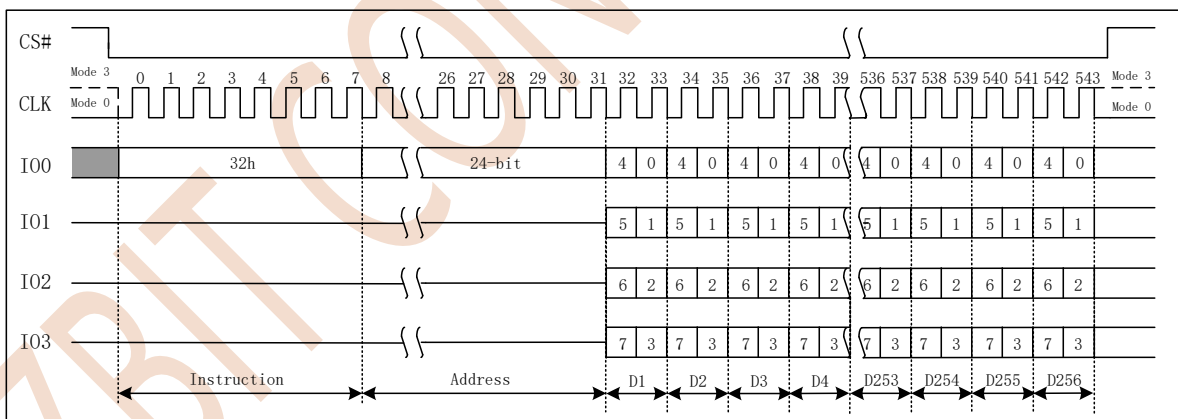 CS#
Mode 3 0 1 2 3 4 5 6 7 8 26 27 28 29 30 31 32 33 34 35 36 37 38 39 536 537 538 539 540 541 542 543 Mode 3
CLK Mode 0 Mode 0
IO0 32h 24-bit 4 0 4 0 4 0 4 0 4 0 4 0 4 0 4 0
IO1 5 1 5 1 5 1 5 1 5 1 5 1 5 1 5 1
IO2 6 2 6 2 6 2 6 2 6 2 6 2 6 2 6 2
IO3 7 3 7 3 7 3 7 3 7 3 7 3 7 3 7 3
Instruction Address D1 D2 D3 D4 D253 D254 D255 D256
ZBIT CON